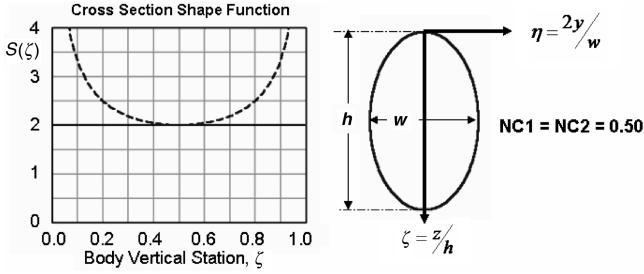 Cross Section Shape Function
S(ζ)
4
3
2
1
0
0.0 0.2 0.4 0.6 0.8 1.0
Body Vertical Station, ζ
η = 2y/w
h
w
NC1 = NC2 = 0.50
ζ = z/h